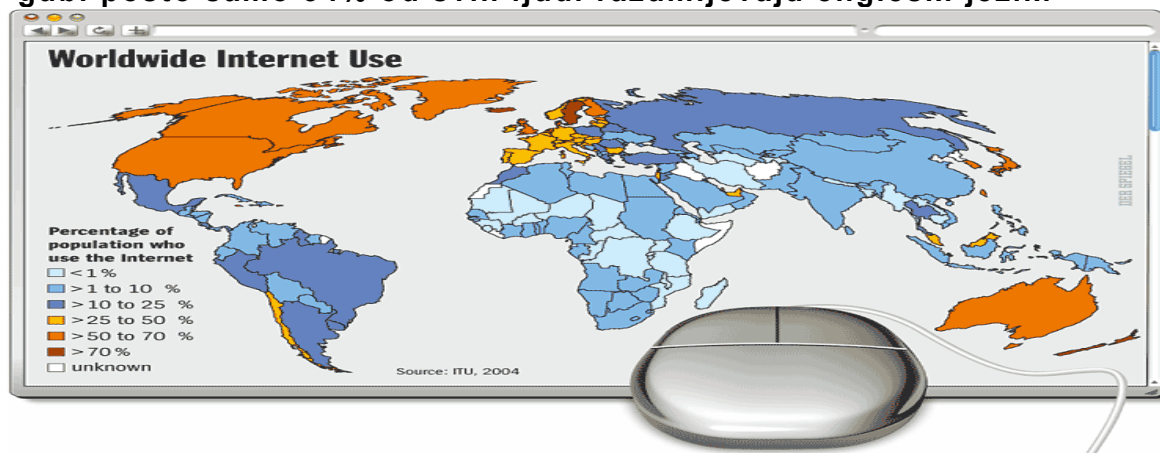 Worldwide Internet Use
DER SPIEGEL
Percentage of
population who
use the Internet
< 1 %
> 1 to 10 %
> 10 to 25 %
> 25 to 50 %
> 50 to 70 %
> 70 %
unknown
Source: ITU, 2004